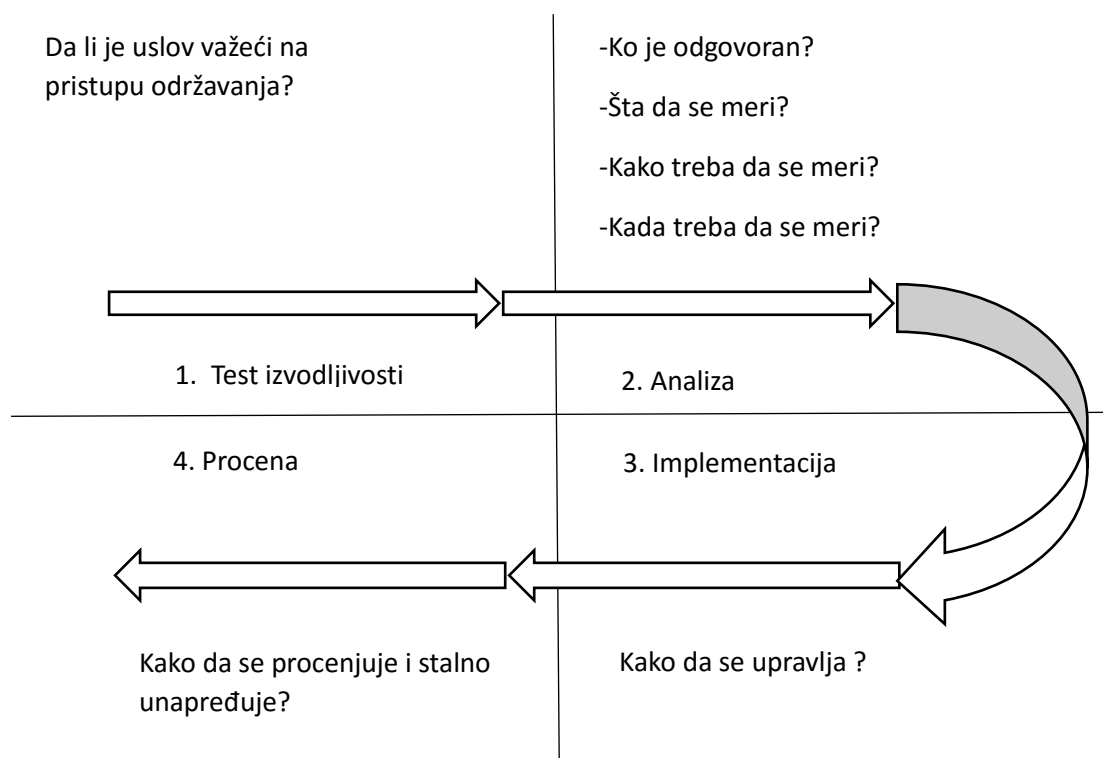 Da li je uslov važeći na
pristupu održavanja?
-Ko je odgovoran?
-Šta da se meri?
-Kako treba da se meri?
-Kada treba da se meri?
1. Test izvodljivosti
2. Analiza
4. Procena
3. Implementacija
Kako da se procenjuje i stalno
unapređuje?
Kako da se upravlja ?